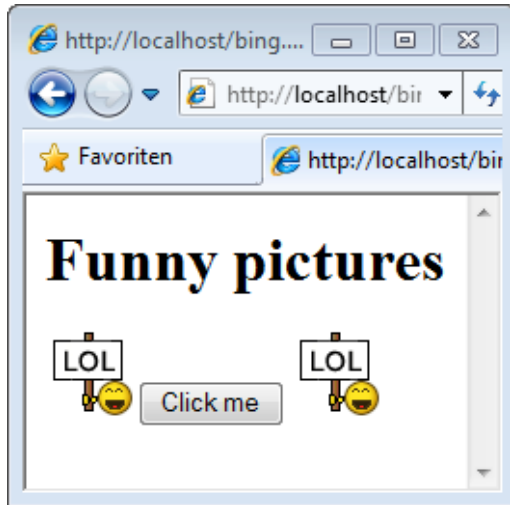 http://localhost/bing....
http://localhost/bir
Favoriten
http://localhost/bin
Funny pictures
LOL
Click me
LOL